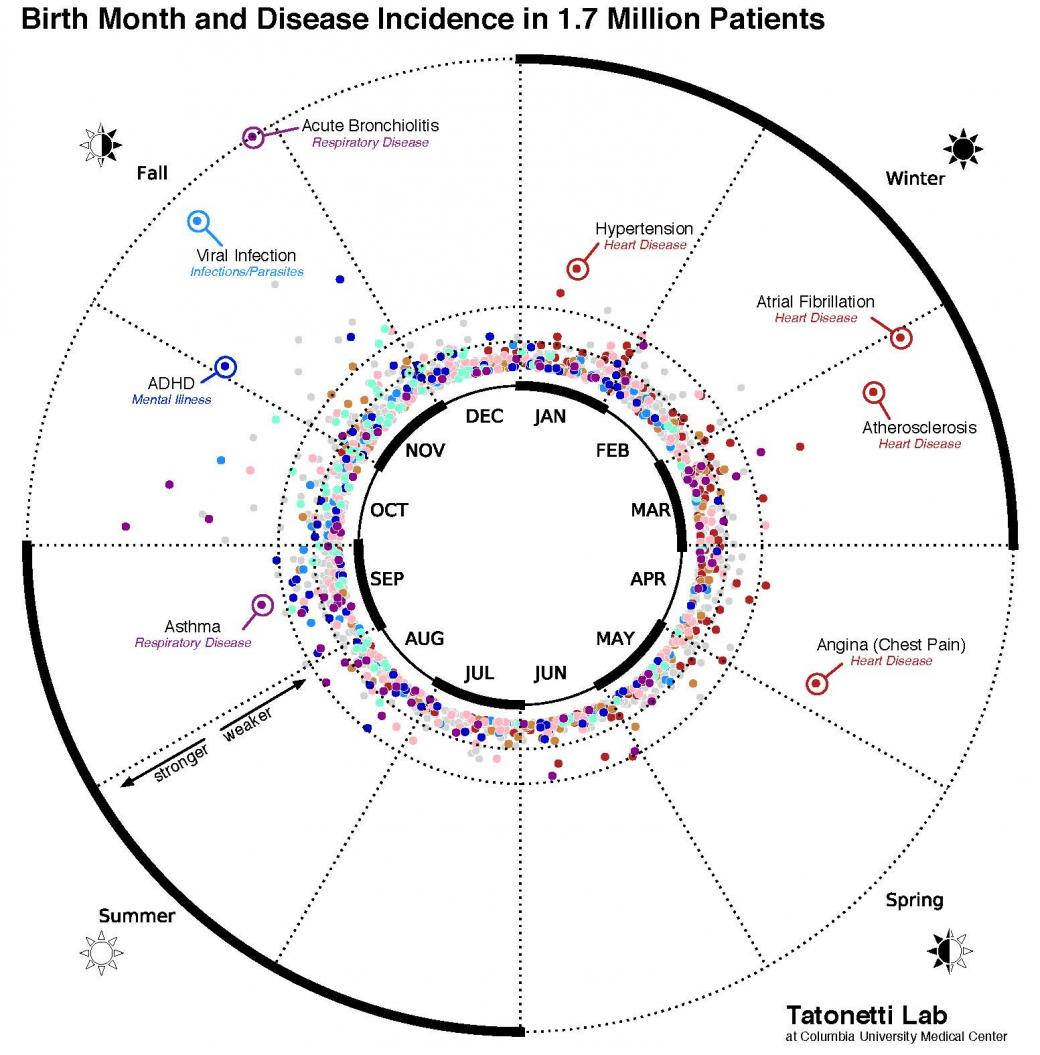 Birth Month and Disease Incidence in 1.7 Million Patients
Acute Bronchiolitis
Respiratory Disease
Fall
Winter
Viral Infection
Infections/Parasites
Hypertension
Heart Disease
Atrial Fibrillation
Heart Disease
ADHD
Mental Illness
Atherosclerosis
Heart Disease
DEC
JAN
NOV
FEB
OCT
MAR
SEP
APR
AUG
MAY
JUL
JUN
Asthma
Respiratory Disease
Angina (Chest Pain)
Heart Disease
stronger weaker
Summer
Spring
Tatonetti Lab
at Columbia University Medical Center